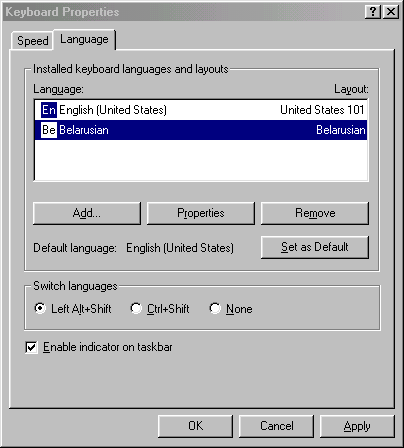 Keyboard Properties
Speed Language
Installed keyboard languages and layouts
Language: Layout:
En English (United States) United States 101
Be Belarusian Belarusian
Add... Properties Remove
Default language: English (United States) Set as Default
Switch languages
Left Alt+Shift Ctrl+Shift None
Enable indicator on taskbar
OK Cancel Apply